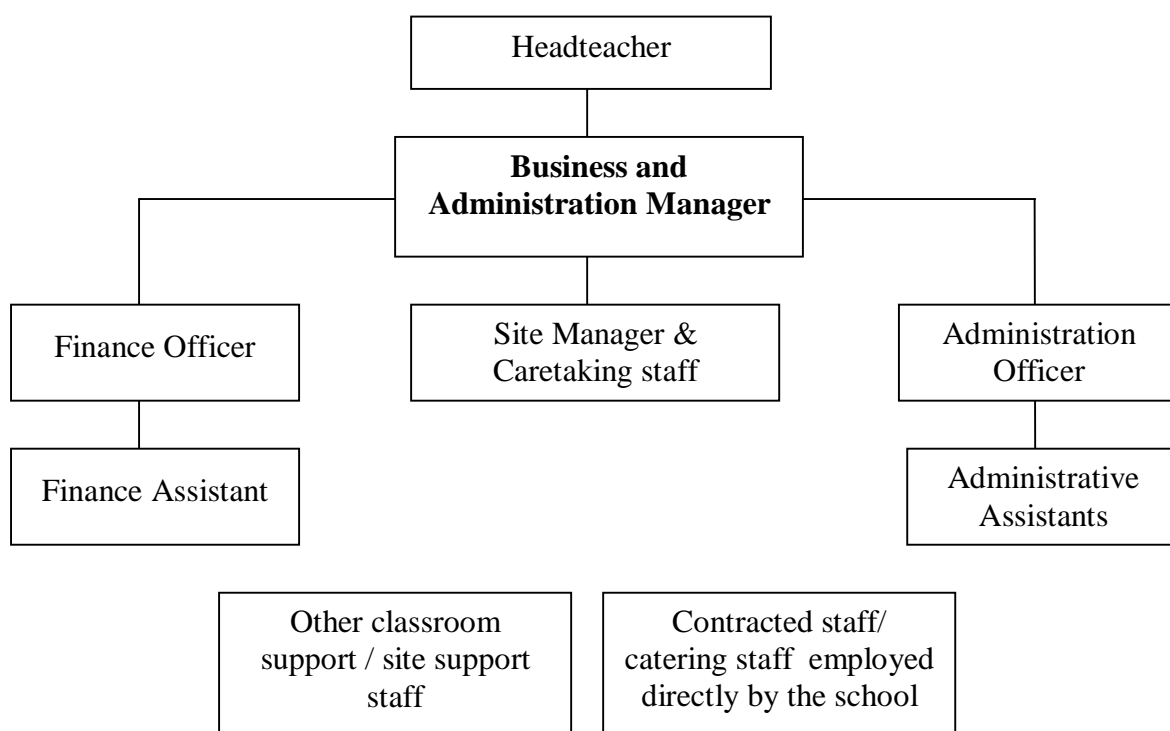 Headteacher
Business and
Administration Manager
Finance Officer
Site Manager &
Caretaking staff
Administration
Officer
Finance Assistant
Administrative
Assistants
Other classroom
support / site support
staff
Contracted staff/
catering staff  employed
directly by the school